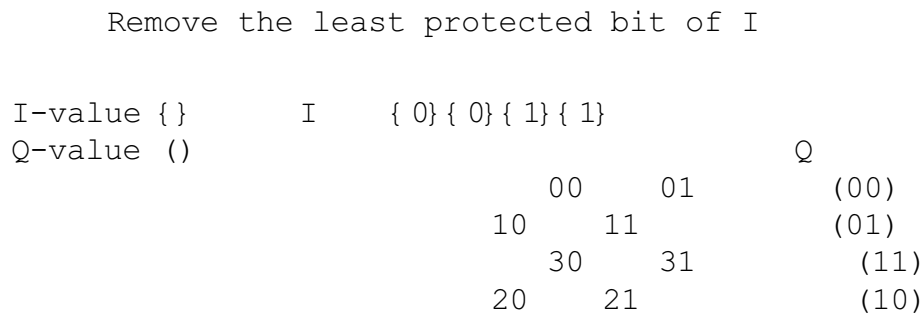 Remove the least protected bit of I
I-value {} I {0}{0}{1}{1}
Q-value () Q
00 01 (00)
10 11 (01)
30 31 (11)
20 21 (10)